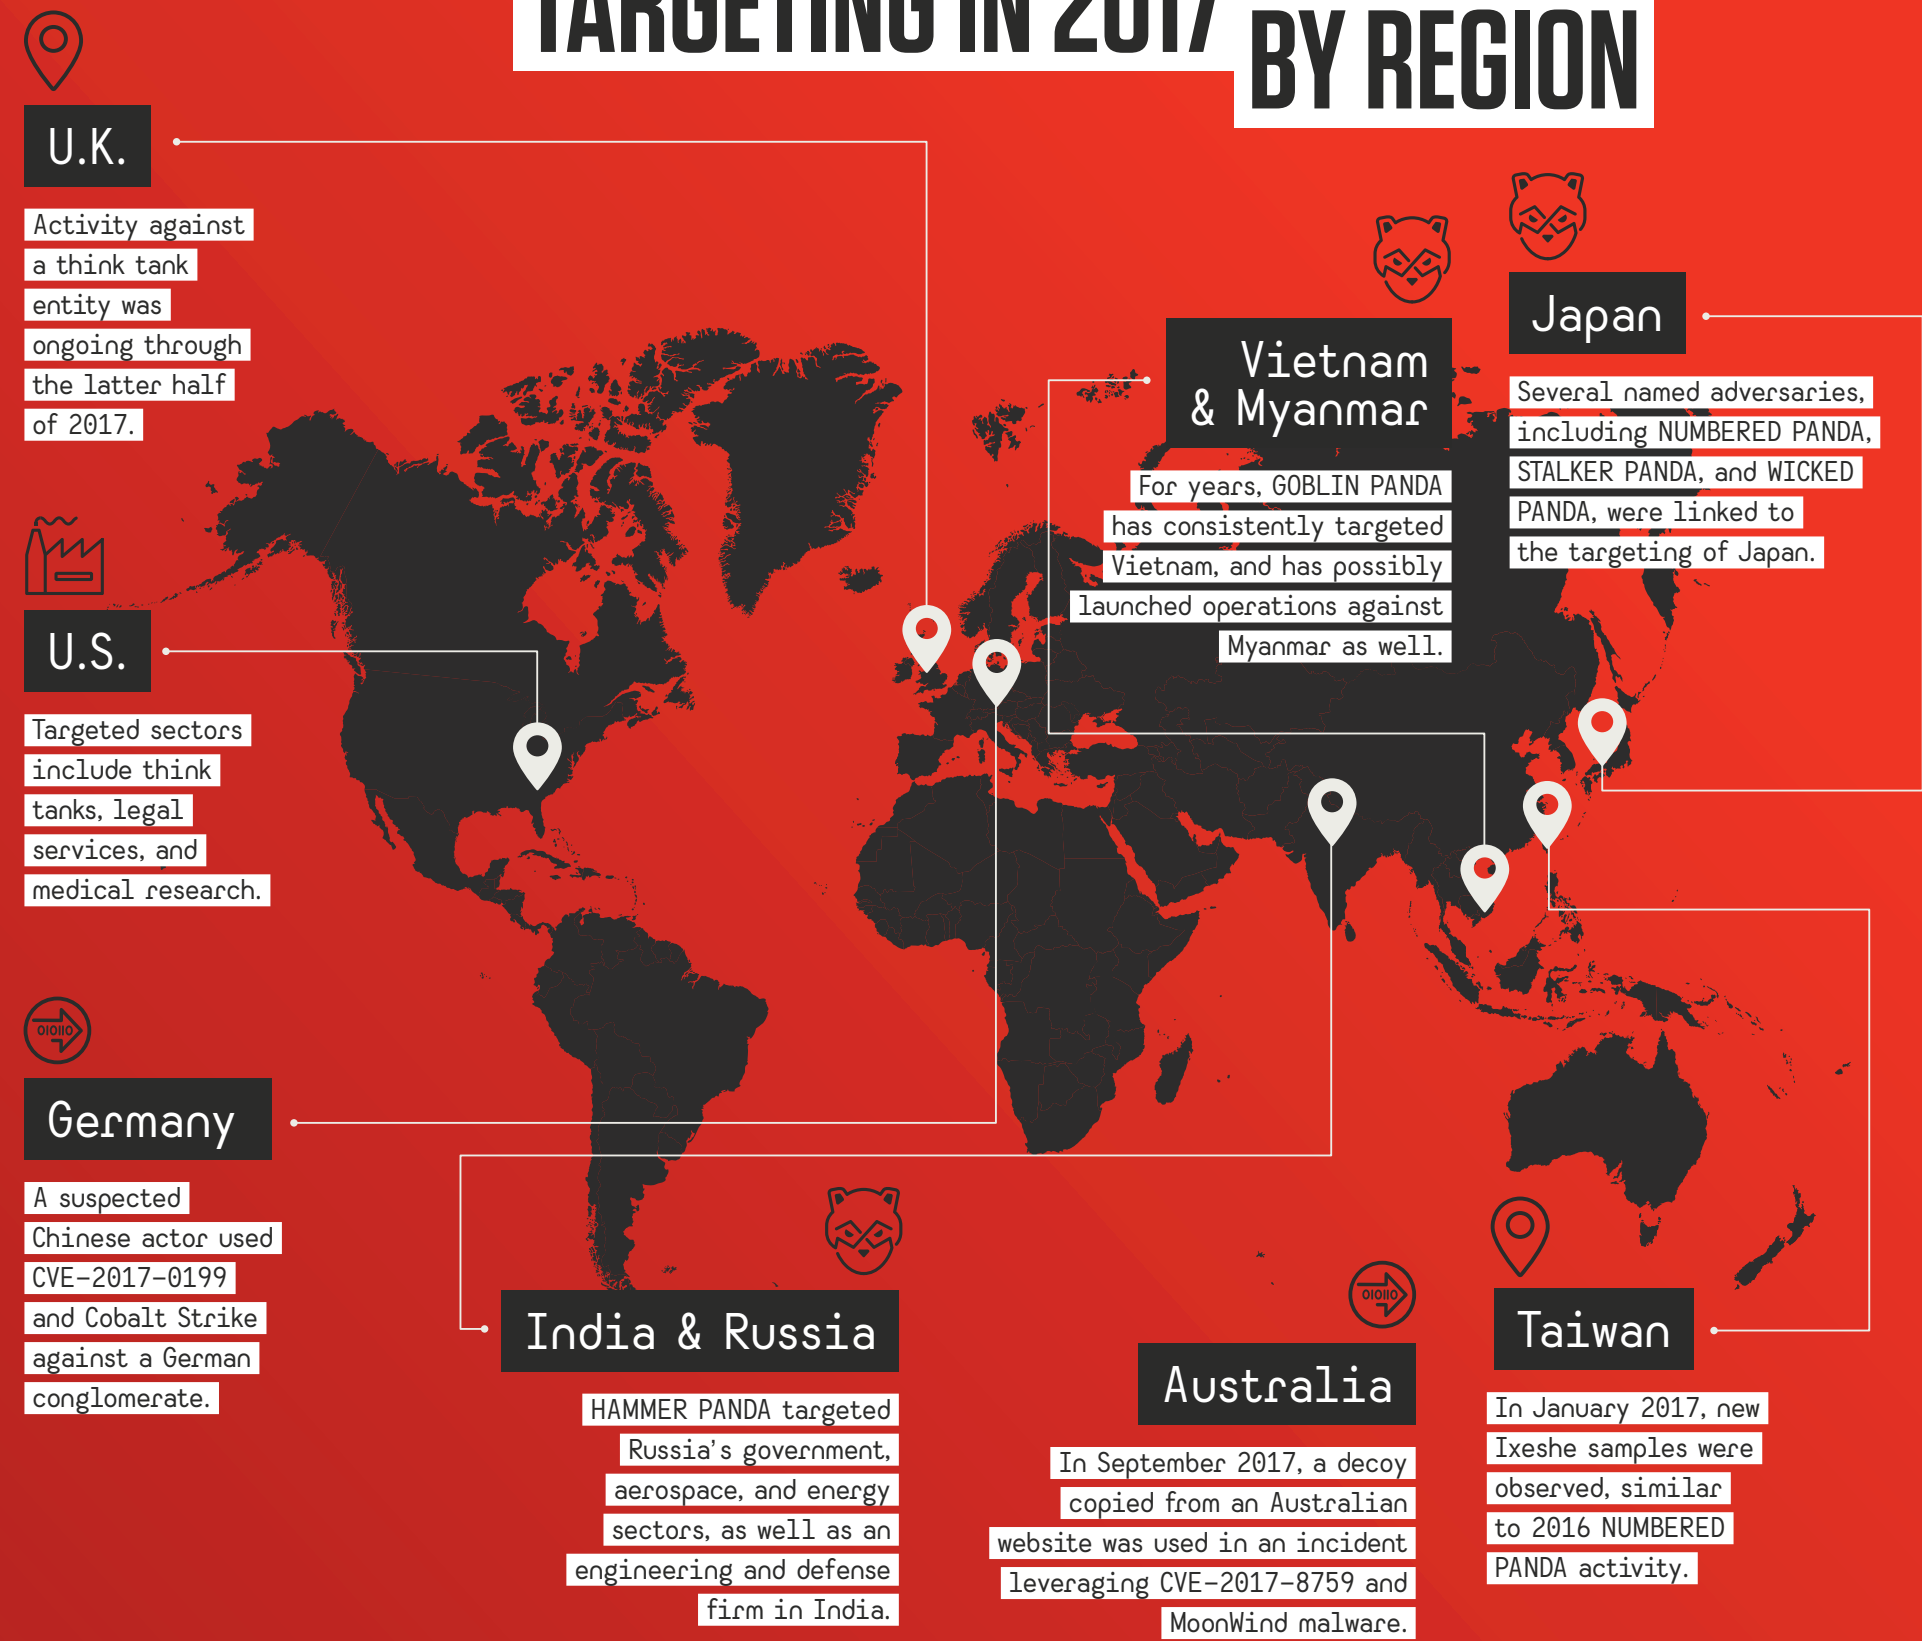 TARGETING IN 2017
BY REGION
U.K.
Activity against
a think tank
entity was
ongoing through
the latter half
of 2017.
U.S.
Targeted sectors
include think
tanks, legal
services, and
medical research.
010110
Germany
A suspected
Chinese actor used
CVE-2017-0199
and Cobalt Strike
against a German
conglomerate.
Vietnam
& Myanmar
For years, GOBLIN PANDA
has consistently targeted
Vietnam, and has possibly
launched operations against
Myanmar as well.
Japan
Several named adversaries,
including NUMBERED PANDA,
STALKER PANDA, and WICKED
PANDA, were linked to
the targeting of Japan.
India & Russia
HAMMER PANDA targeted
Russia's government,
aerospace, and energy
sectors, as well as an
engineering and defense
firm in India.
010110
Australia
In September 2017, a decoy
copied from an Australian
website was used in an incident
leveraging CVE-2017-8759 and
MoonWind malware.
Taiwan
In January 2017, new
Ixeshe samples were
observed, similar
to 2016 NUMBERED
PANDA activity.